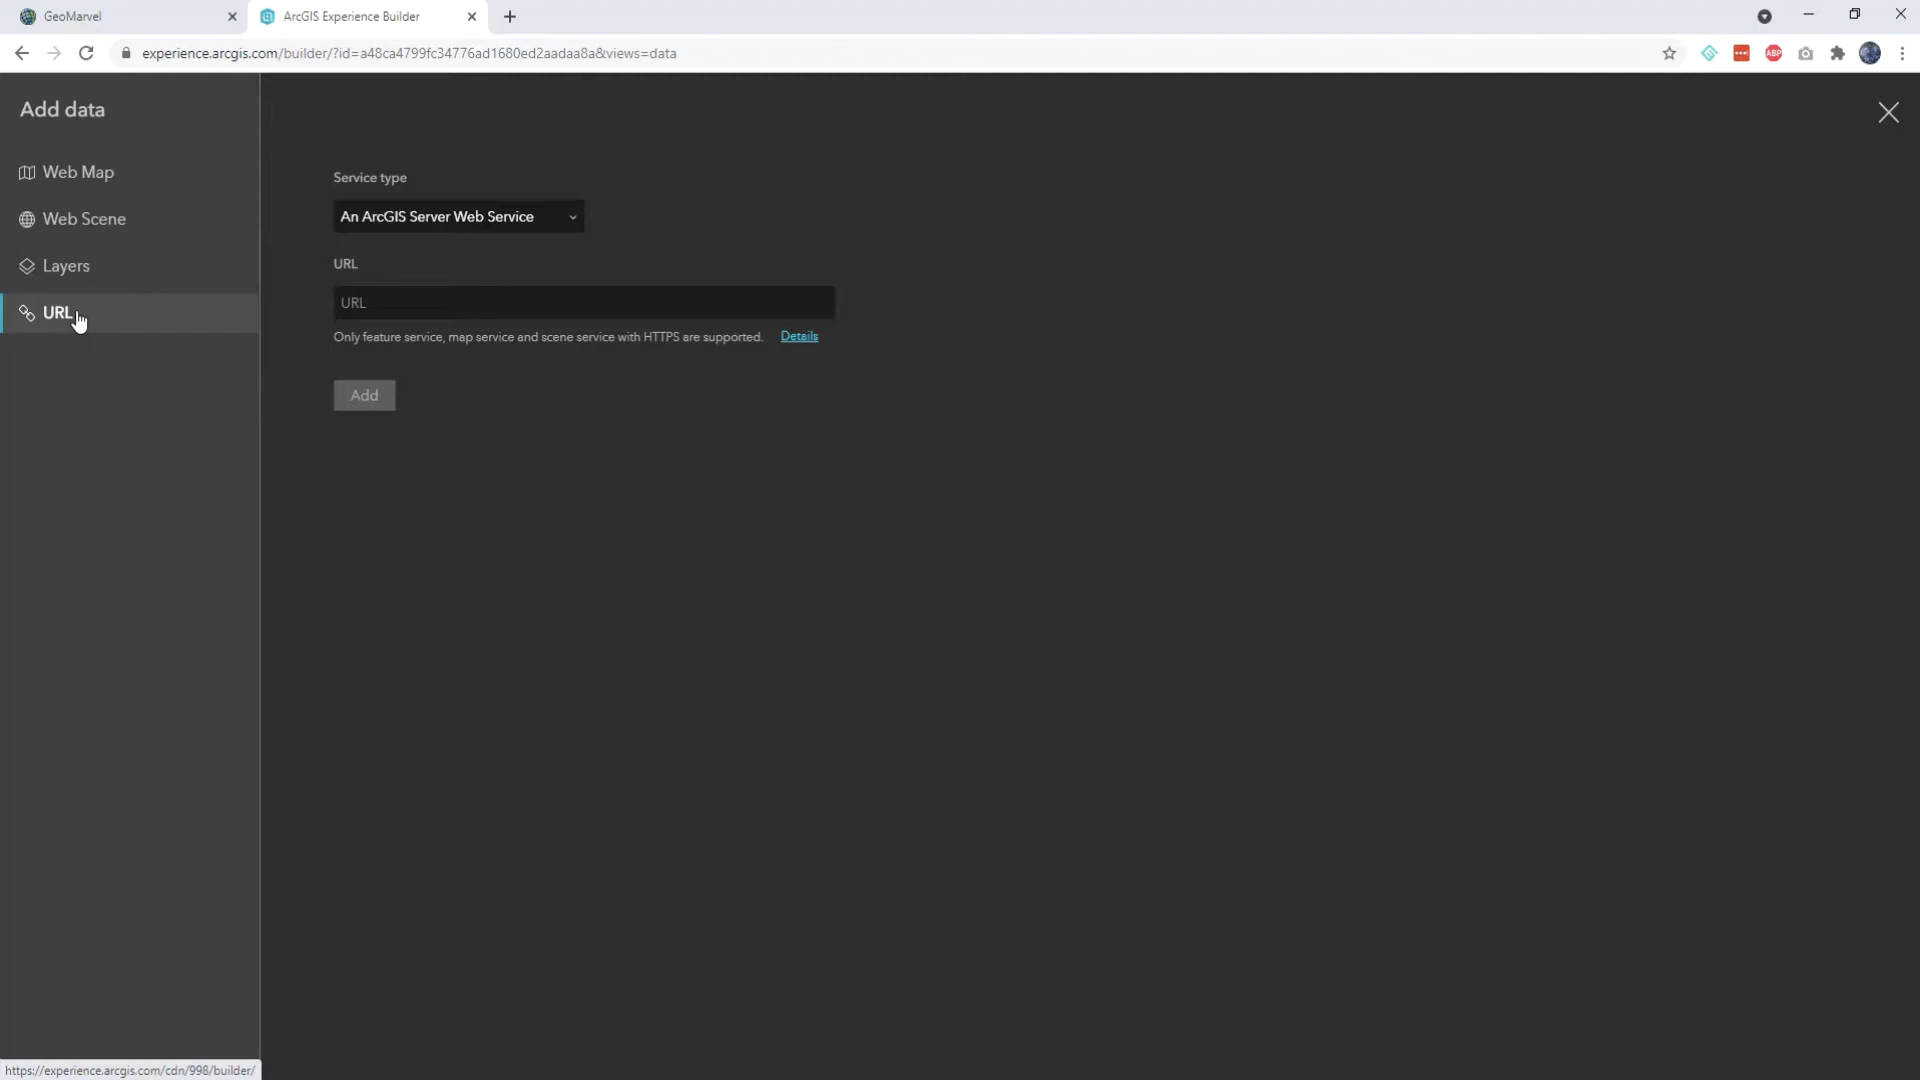 GeoMarvel
ArcGIS Experience Builder
experience.arcgis.com/builder/?id=a48ca4799fc34776ad1680ed2aadaa8a&views=data
ABP
Add data
Web Map
Web Scene
Layers
URL
Service type
An ArcGIS Server Web Service
URL
URL
Only feature service, map service and scene service with HTTPS are supported. Details
Add
https://experience.arcgis.com/cdn/998/builder/